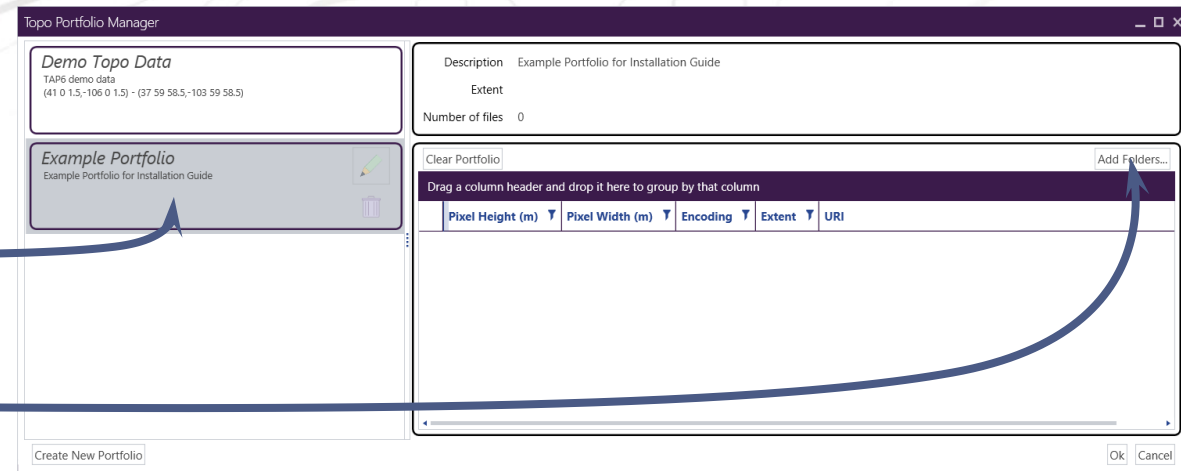 Topo Portfolio Manager
Demo Topo Data
TAP6 demo data
(41 0 1.5,-106 0 1.5) - (37 59 58.5,-103 59 58.5)
Example Portfolio
Example Portfolio for Installation Guide
Description Example Portfolio for Installation Guide
Extent
Number of files 0
Clear Portfolio Add Folders...
Drag a column header and drop it here to group by that column
Pixel Height (m) Pixel Width (m) Encoding Extent URI
Create New Portfolio Ok Cancel